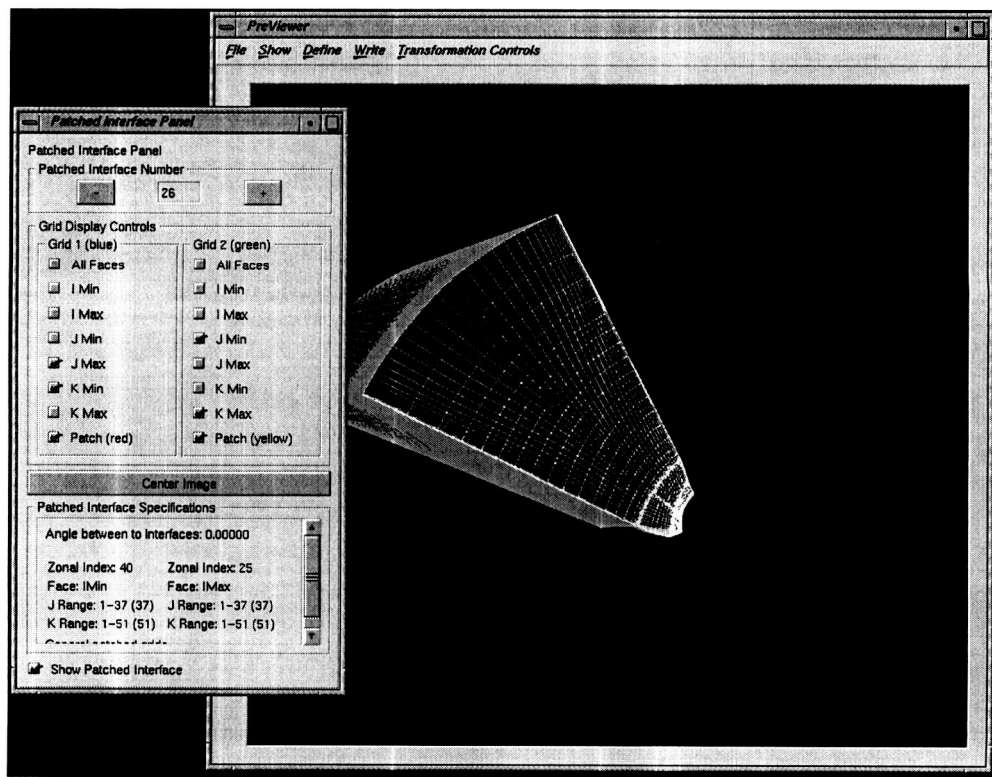 PreViewer
File Show Define Write Transformation Controls
Patched Interface Panel
Patched Interface Panel
Patched Interface Number
- 26 +
Grid Display Controls
Grid 1 (blue) Grid 2 (green)
All Faces All Faces
I Min I Min
I Max I Max
J Min J Min
J Max J Max
K Min K Min
K Max K Max
Patch (red) Patch (yellow)
Center Image
Patched Interface Specifications
Angle between to Interfaces: 0.00000
Zonal Index: 40 Zonal Index: 25
Face: IMin Face: IMax
J Range: 1-37 (37) J Range: 1-37 (37)
K Range: 1-51 (51) K Range: 1-51 (51)
Show Patched Interface